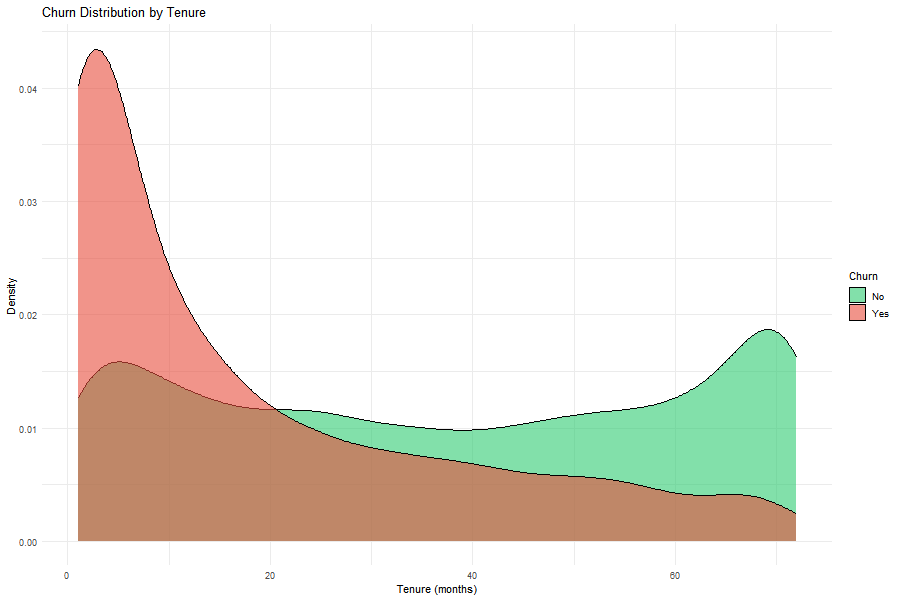 Churn Distribution by Tenure
0.04
0.03
0.02
0.01
0.00
Density
0 20 40 60
Tenure (months)
Churn
No
Yes